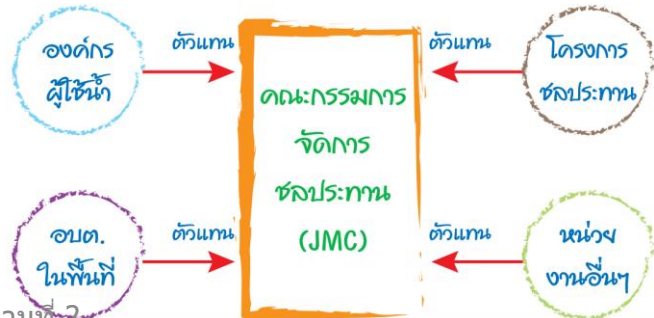 องค์กร
ผู้ใช้น้ำ
ตัวแทน
คณะกรรมการ
จัดการ
ชลประทาน
(JMC)
ตัวแทน
โครงการ
ชลประทาน
อบต.
ในพื้นที่
ตัวแทน
ตัวแทน
หน่วย
งานอื่นๆ